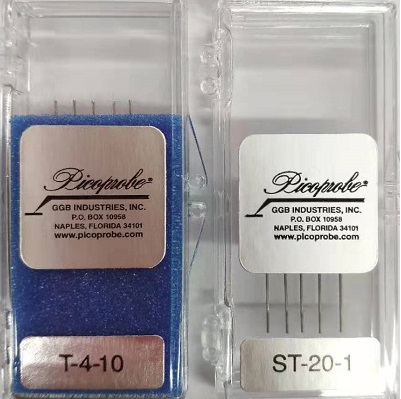 Picoprobe®
GGB INDUSTRIES, INC.
P.O. BOX 10958
NAPLES, FLORIDA 34101
www.picoprobe.com
T-4-10
Picoprobe®
GGB INDUSTRIES, INC.
P.O. BOX 10958
NAPLES, FLORIDA 34101
www.picoprobe.com
ST-20-1